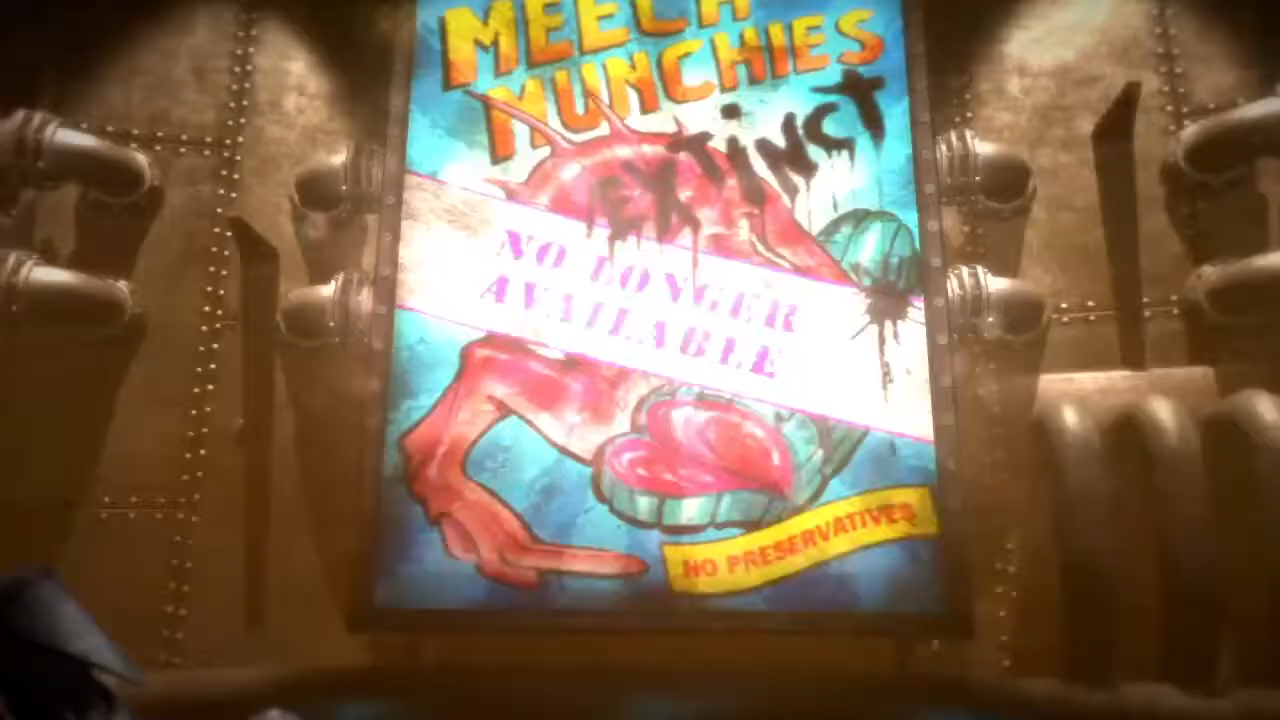 MEECH
MUNCHIES
EXTiNCT
NO LONGER
AVAILABLE
NO PRESERVATIVES